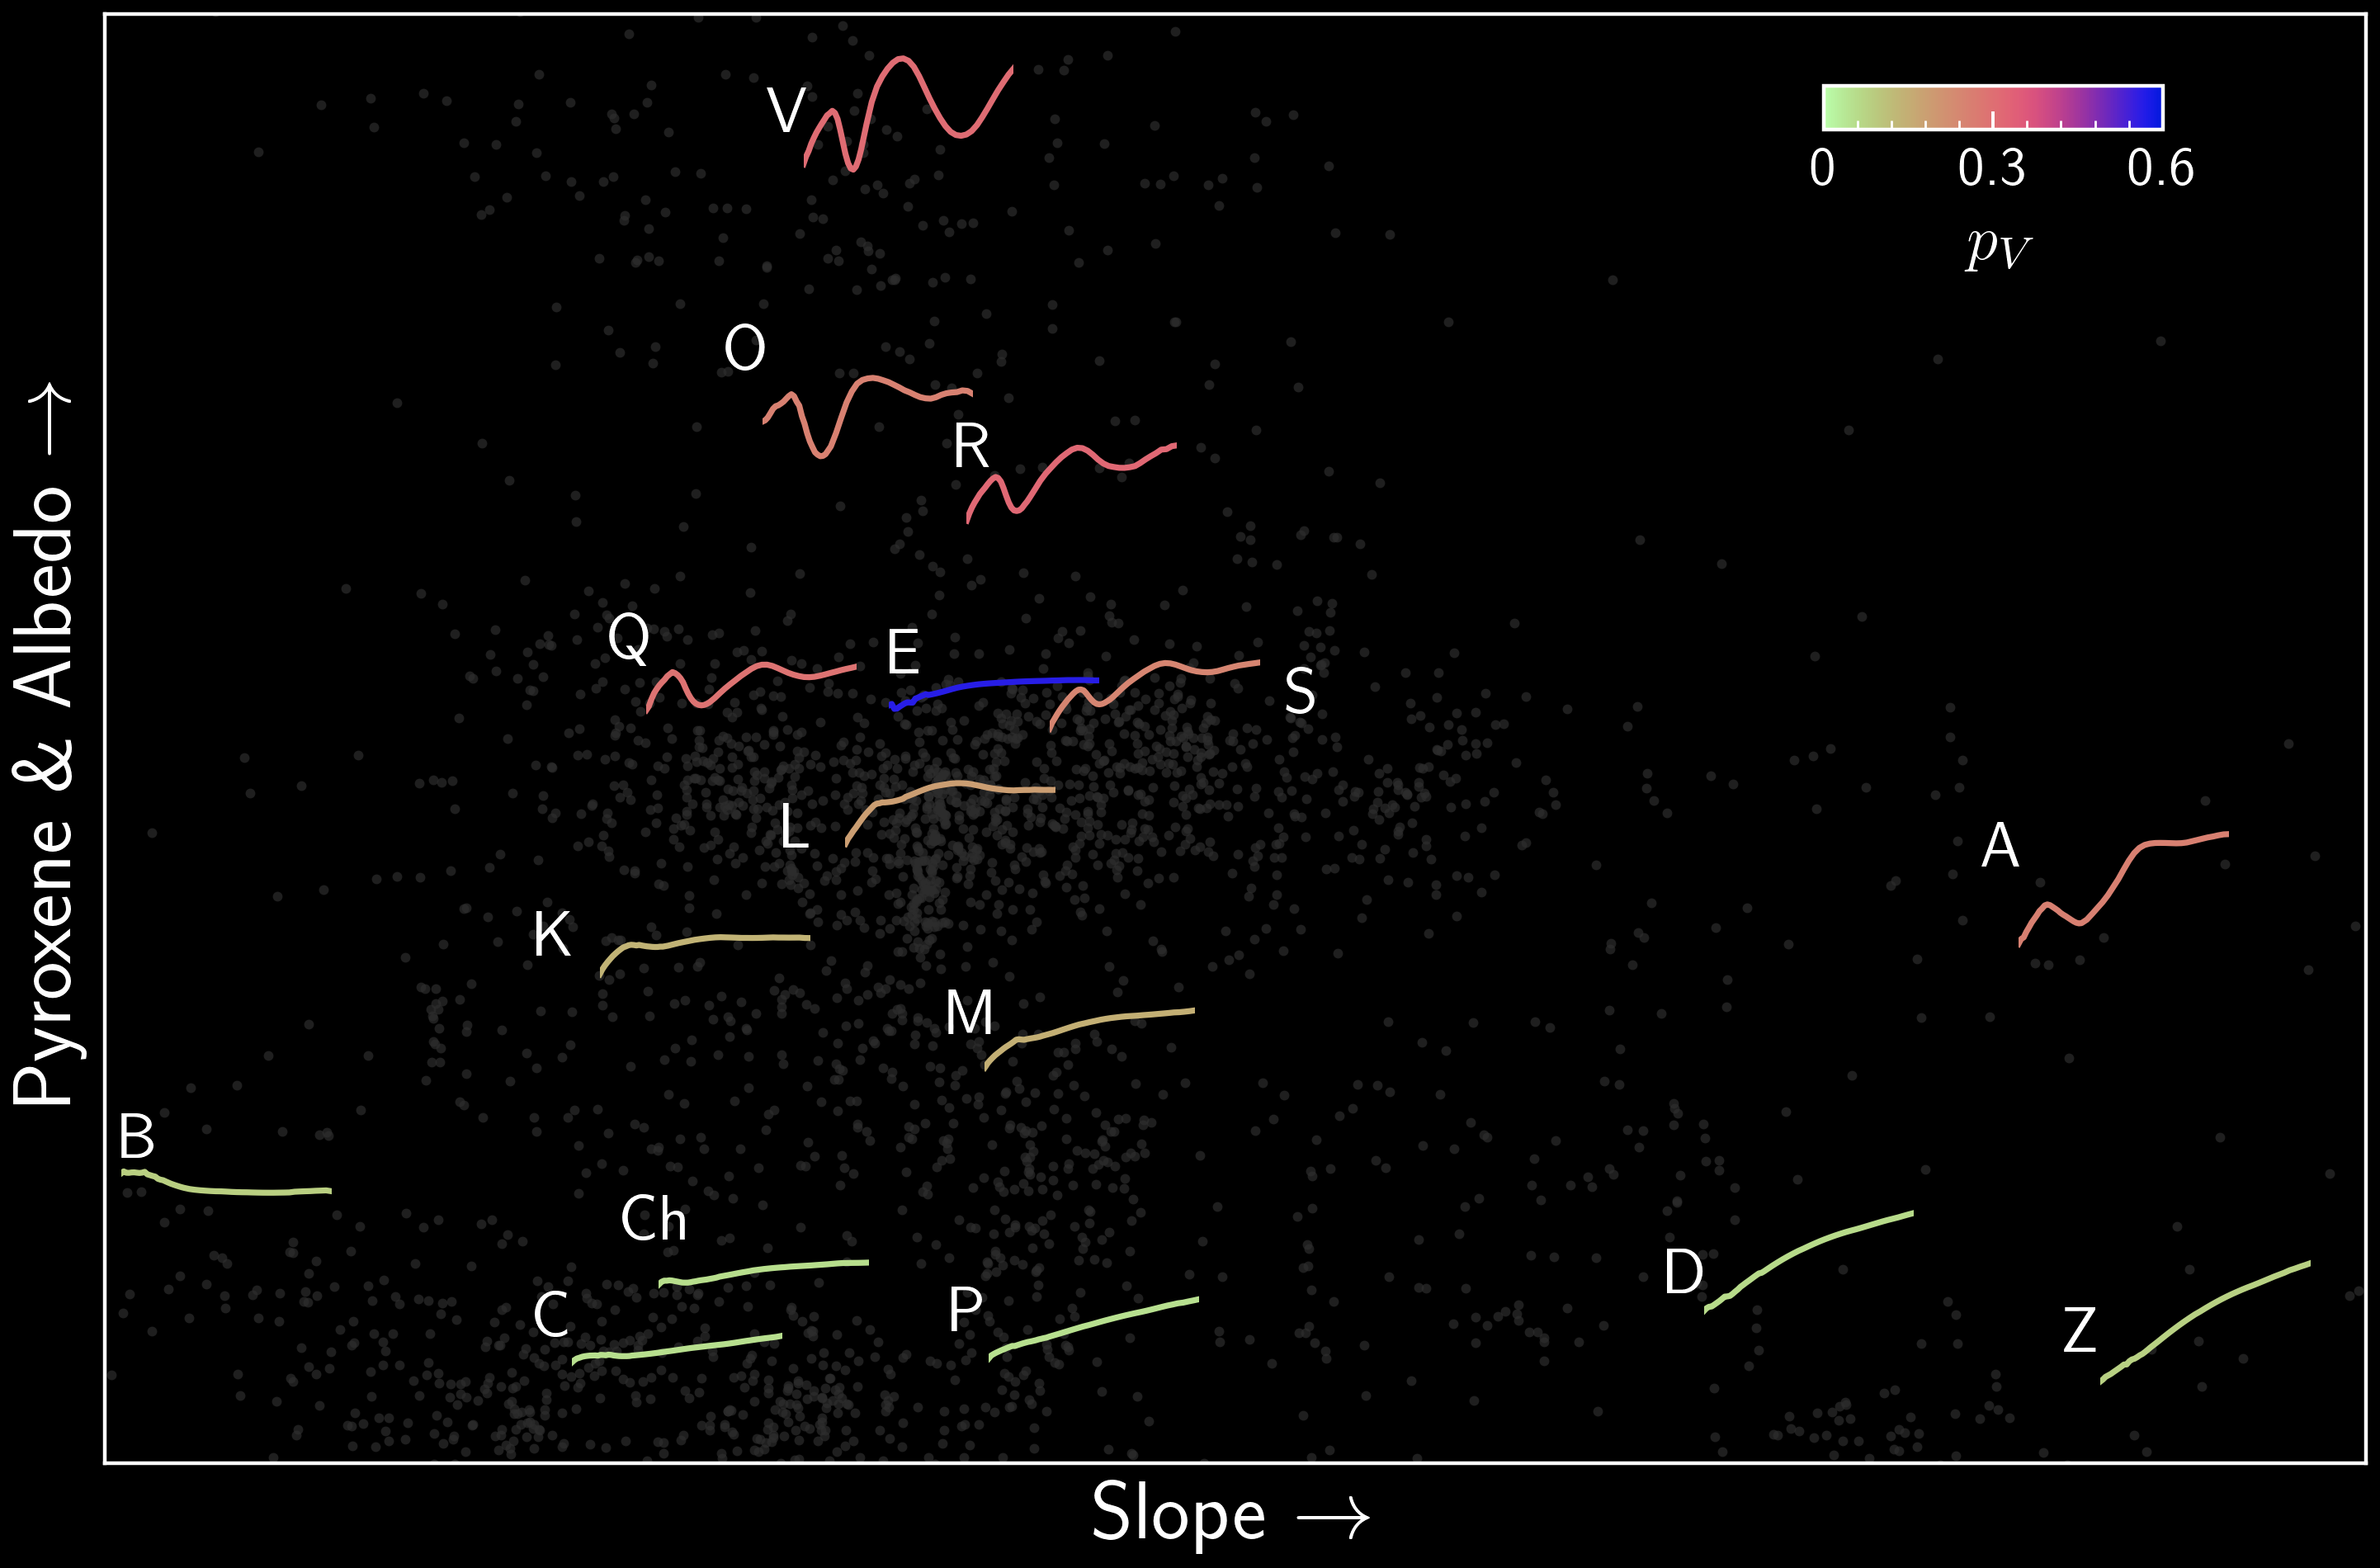 V
0 0.3 0.6
pV
O
R
Q
E
S
L
A
K
M
B
Ch
D
C
P
Z
Pyroxene & Albedo →
Slope →